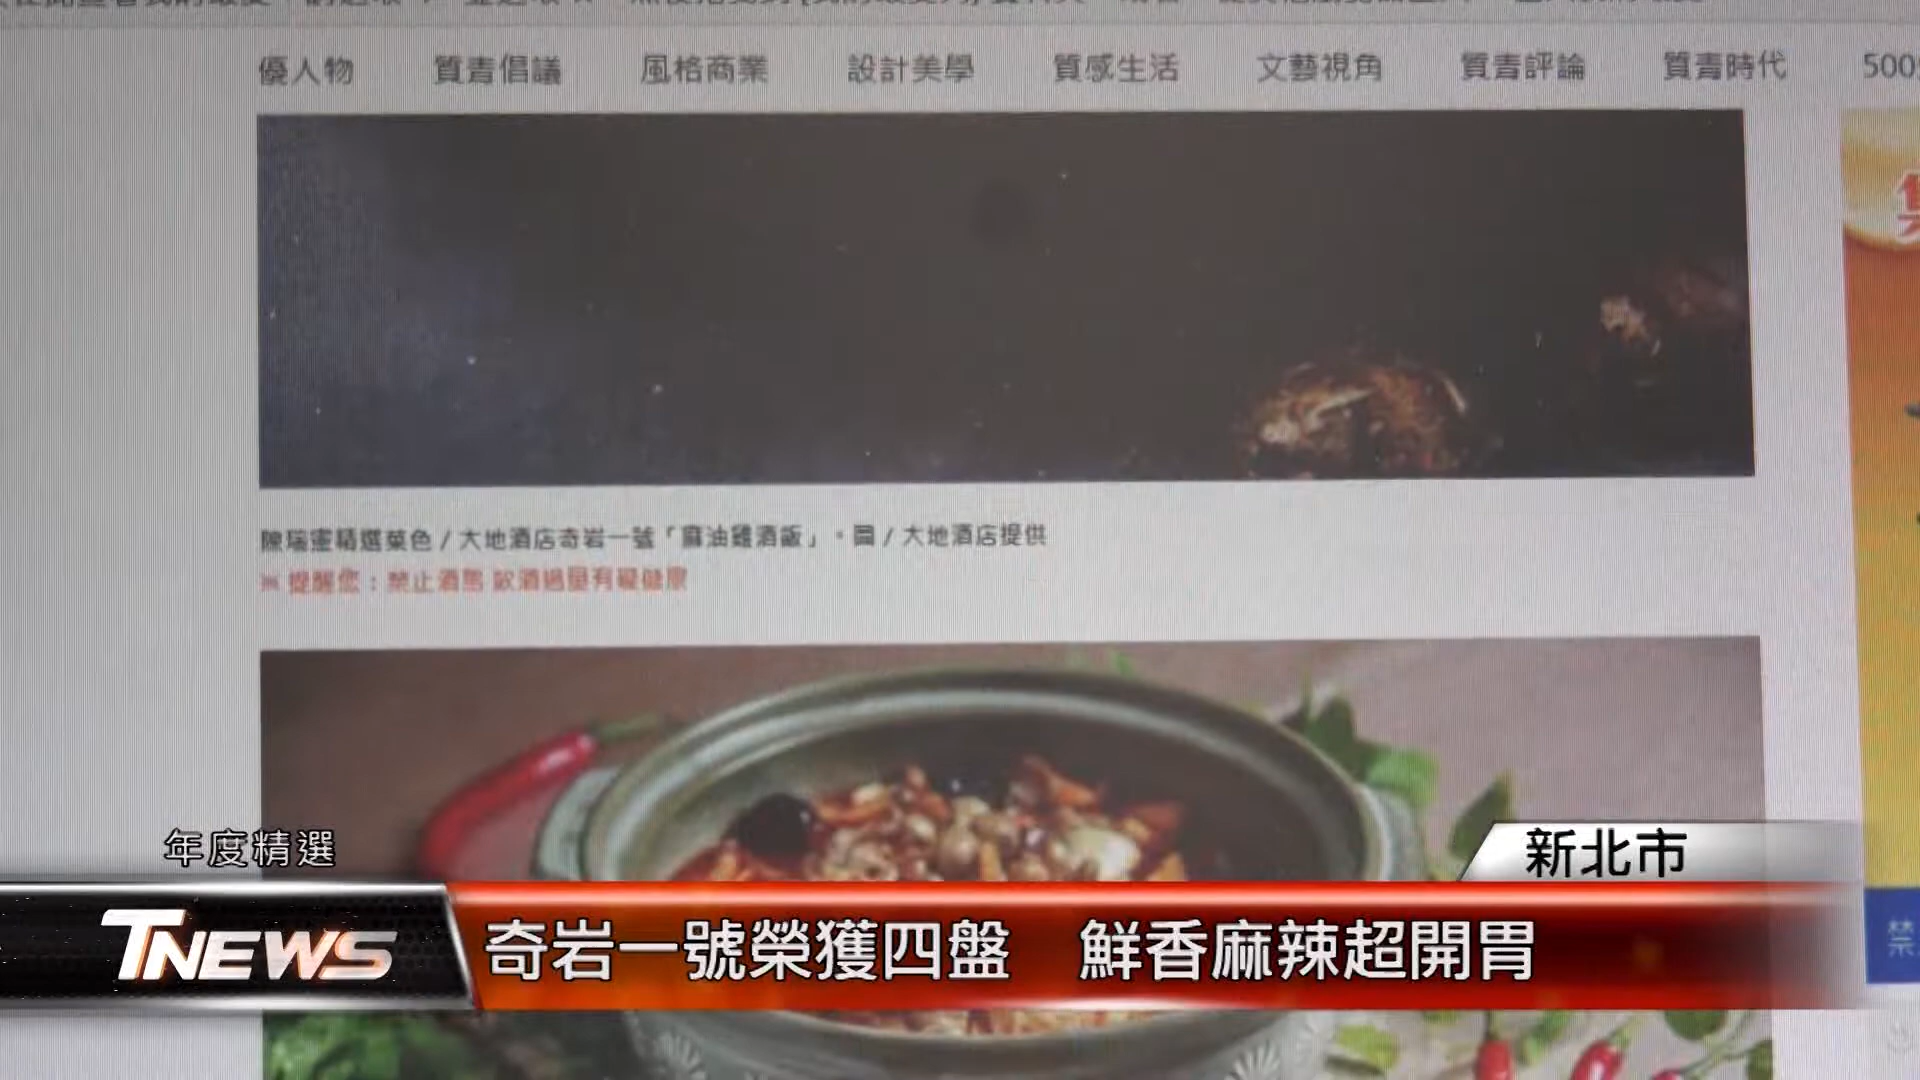 優人物 質青倡議 風格商業 設計美學 質感生活 文藝視角 質青評論 質青時代 500
陳瑞憲精選菜色 / 大地酒店奇岩一號「麻油雞酒飯」。圖 / 大地酒店提供
※ 提醒您：禁止酒駕 飲酒過量有礙健康
年度精選
新北市
TNEWS
奇岩一號榮獲四盤 鮮香麻辣超開胃
禁